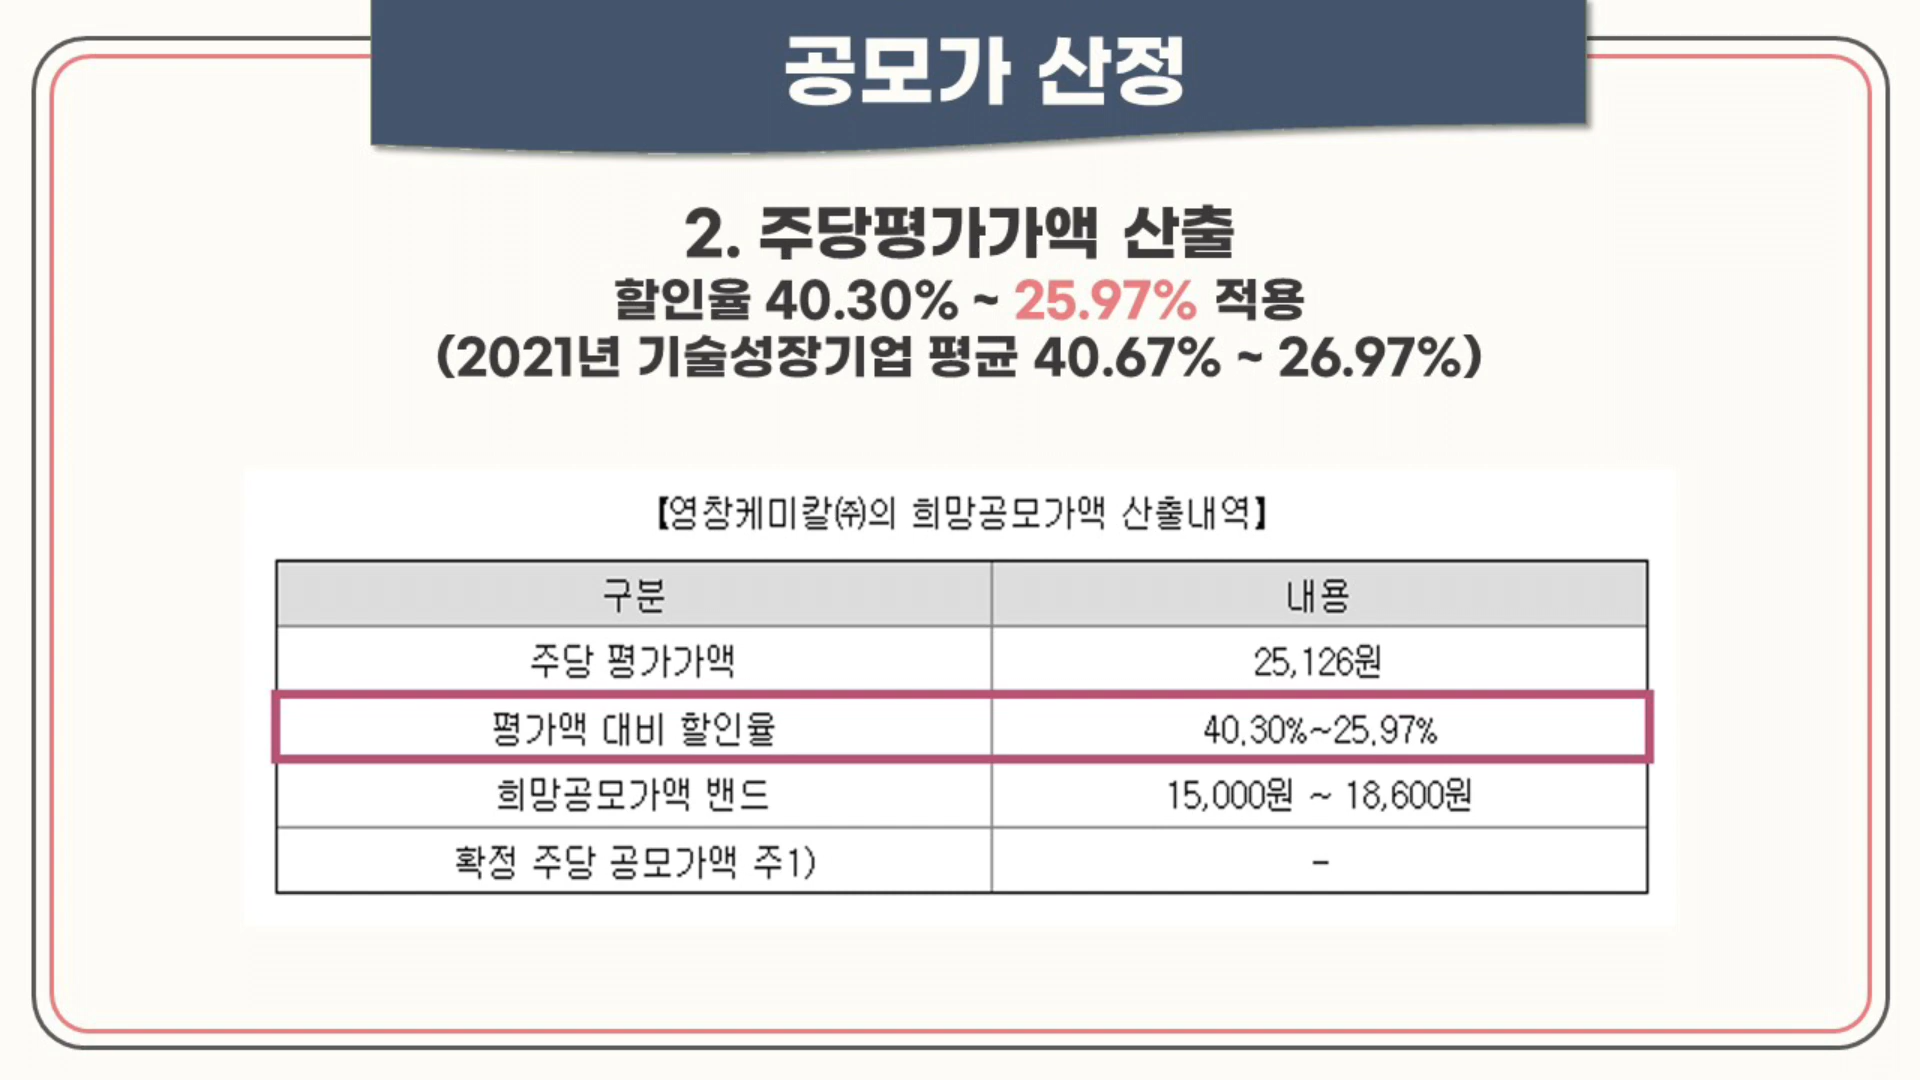 공모가 산정
2. 주당평가가액 산출
할인율 40.30% ~ 25.97% 적용
(2021년 기술성장기업 평균 40.67% ~ 26.97%)
【영창케미칼㈜의 희망공모가액 산출내역】
구분 내용
주당 평가가액 25,126원
평가액 대비 할인율 40.30%~25.97%
희망공모가액 밴드 15,000원 ~ 18,600원
확정 주당 공모가액 주1) -